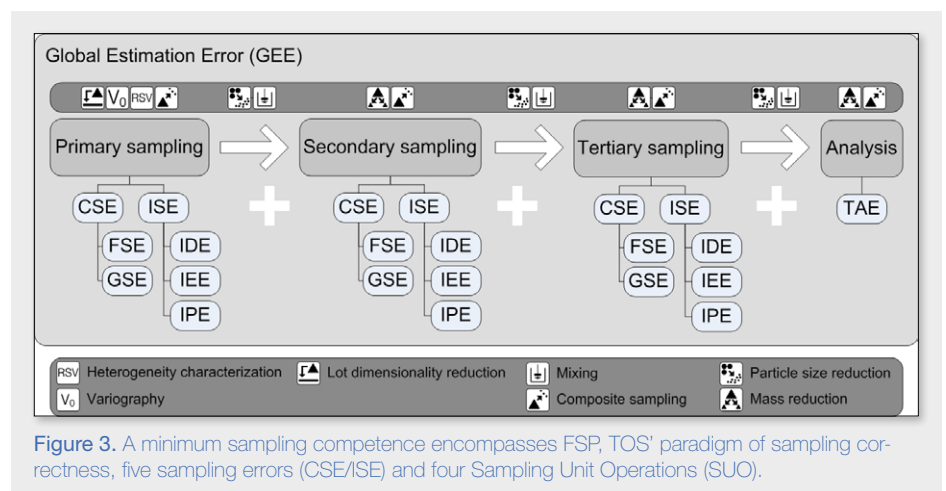 Global Estimation Error (GEE)
V₀ RSV
Primary sampling Secondary sampling Tertiary sampling Analysis
CSE ISE CSE ISE CSE ISE TAE
FSE IDE FSE IDE FSE IDE
GSE IEE GSE IEE GSE IEE
IPE IPE IPE
RSV Heterogeneity characterization Lot dimensionality reduction Mixing Particle size reduction
V₀ Variography Composite sampling Mass reduction
Figure 3. A minimum sampling competence encompasses FSP, TOS’ paradigm of sampling cor-
rectness, five sampling errors (CSE/ISE) and four Sampling Unit Operations (SUO).